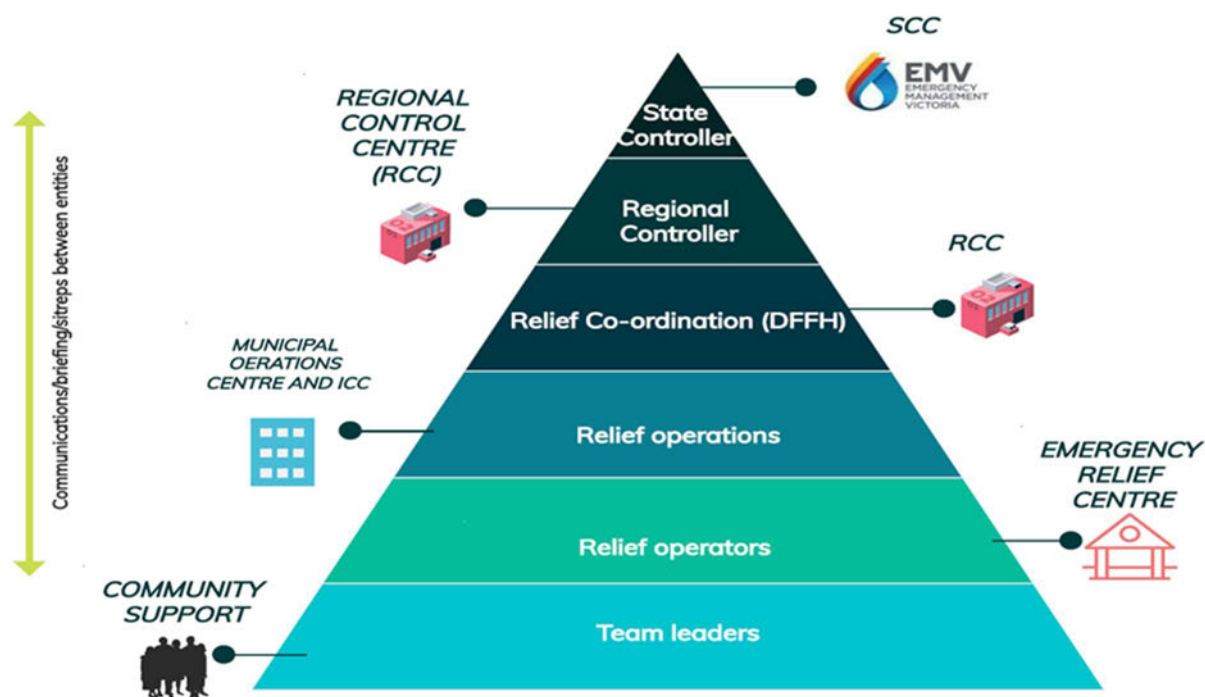 SCC
EMV
EMERGENCY
MANAGEMENT
VICTORIA
State
Controller
REGIONAL
CONTROL
CENTRE
(RCC)
Regional
Controller
RCC
Relief Co-ordination (DFFH)
MUNICIPAL
OERATIONS
CENTRE AND ICC
Relief operations
EMERGENCY
RELIEF
CENTRE
Relief operators
COMMUNITY
SUPPORT
Team leaders
Communications/briefing/sitreps between entities
02
02